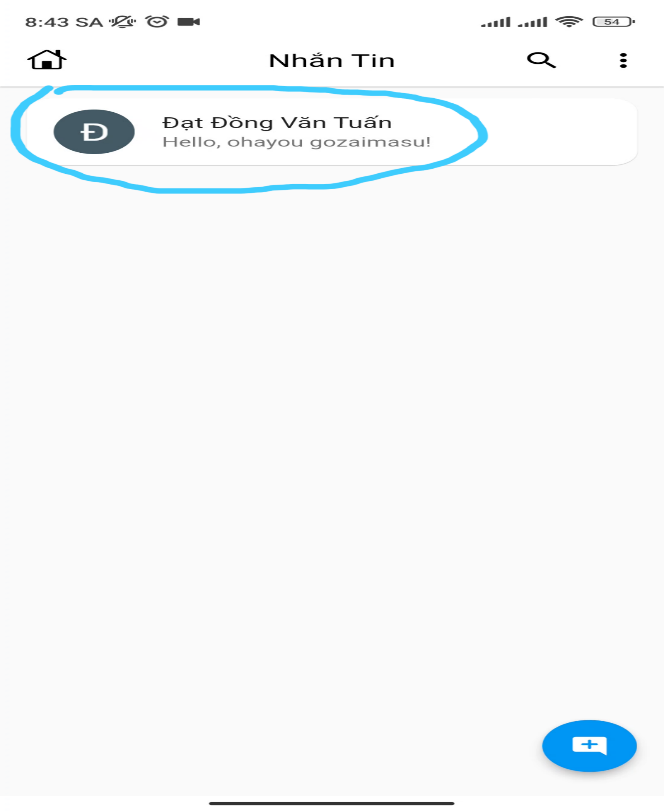 8:43 SA
54
Nhắn Tin
Đ
Đạt Đồng Văn Tuấn
Hello, ohayou gozaimasu!